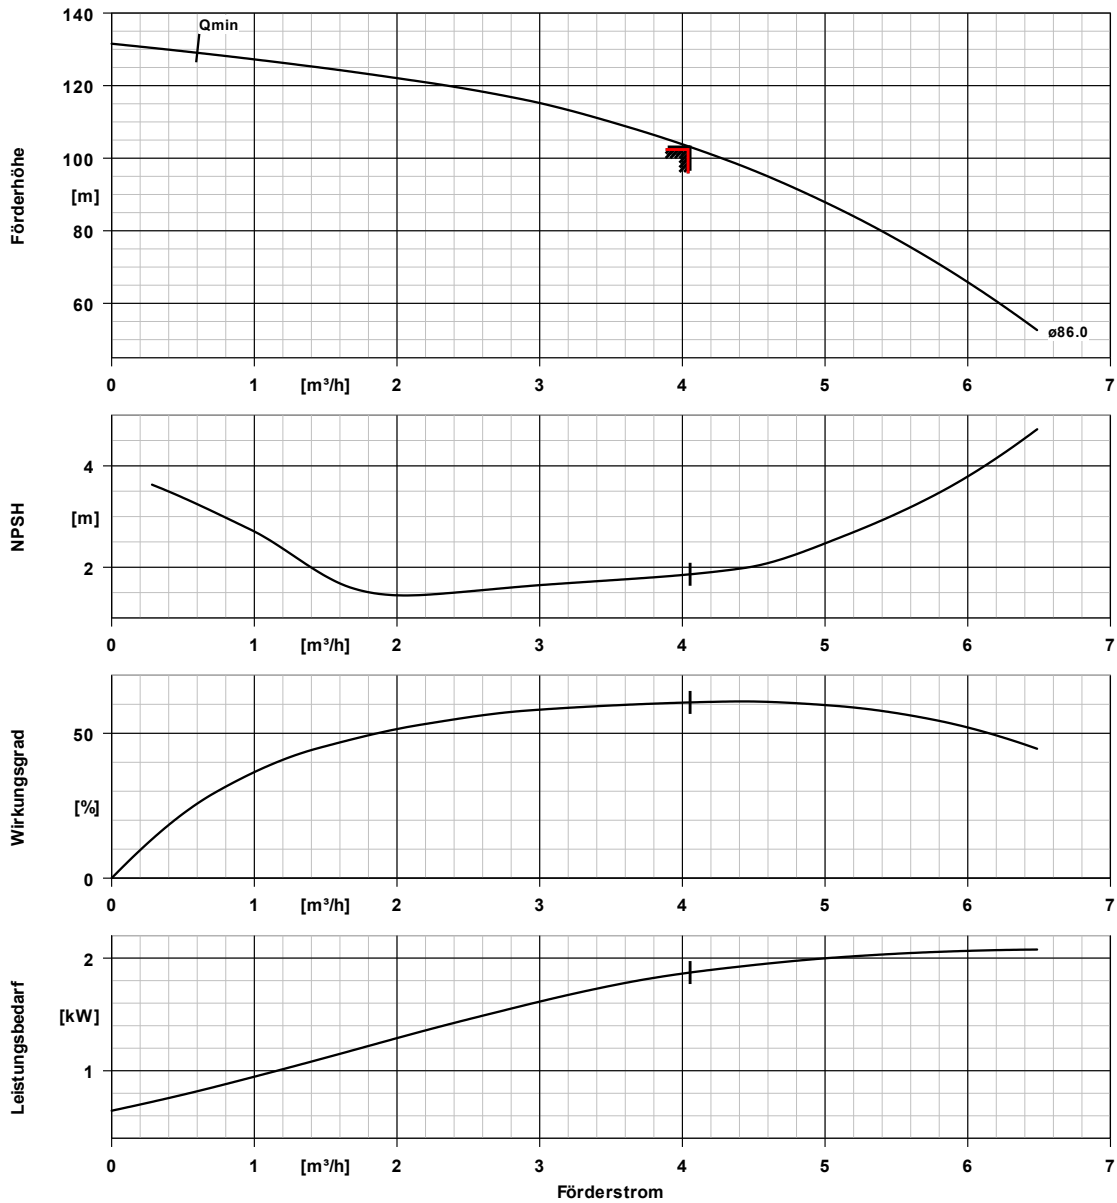 140
Qmin
120
100
Förderhöhe
[m]
80
60
ø86.0
0 1 [m³/h] 2 3 4 5 6 7
4
NPSH
[m]
2
0 1 [m³/h] 2 3 4 5 6 7
50
Wirkungsgrad
[%]
0
0 1 [m³/h] 2 3 4 5 6 7
2
Leistungsbedarf
[kW]
1
0 1 [m³/h] 2 3 4 5 6 7
Förderstrom